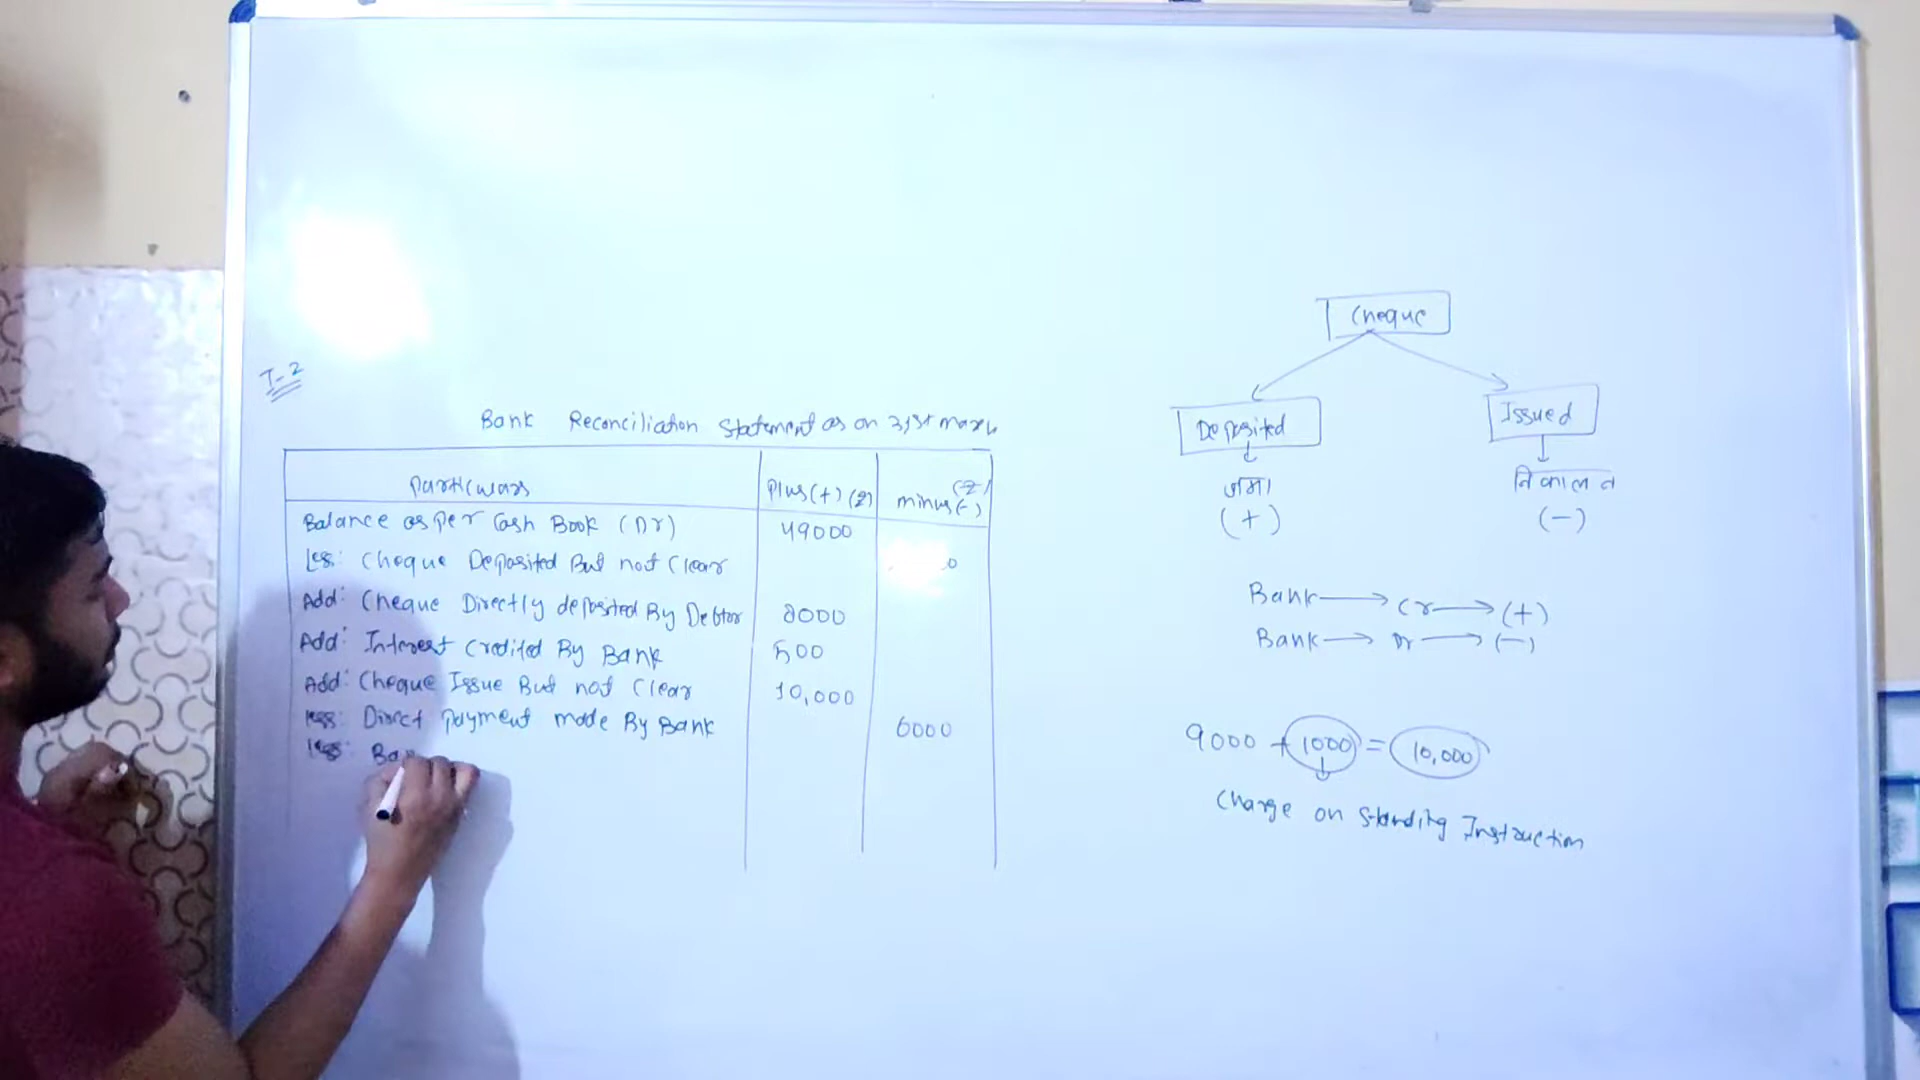 T-2
Bank Reconciliation Statement as on 31st march
Particulars Plus(+) (₹) minus(-) (₹)
Balance as per Cash Book (Dr) 49000
less: Cheque Deposited But not Clear
Add: Cheque Directly deposited By Debtor 8000
Add: Interest Credited By Bank 500
Add: Cheque Issue But not Clear 10,000
less: Direct payment made By Bank 6000
less: Ban
Cheque
Deposited Issued
जमा निकालन
(+) (-)
Bank → Cr → (+)
Bank → Dr → (-)
9000 + 1000 = 10,000
Charge on Standing Instruction